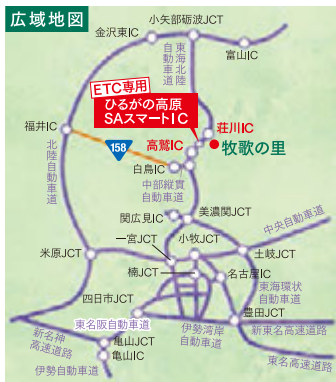 広域地図
小矢部砺波JCT
金沢東IC
富山IC
東海北陸
自動車道
ETC専用
ひるがの高原
SAスマートIC
荘川IC
牧歌の里
高鷲IC
福井IC
158
白鳥IC
中部縦貫
自動車道
北陸自動車道
関広見IC
美濃関JCT
中央自動車道
一宮JCT
小牧JCT
土岐JCT
米原JCT
楠JCT
名古屋IC
東海環状
自動車道
四日市JCT
豊田JCT
東名阪自動車道
伊勢湾岸
自動車道
新東名高速道路
新名神
高速道路
亀山JCT
亀山IC
東名高速道路
伊勢自動車道